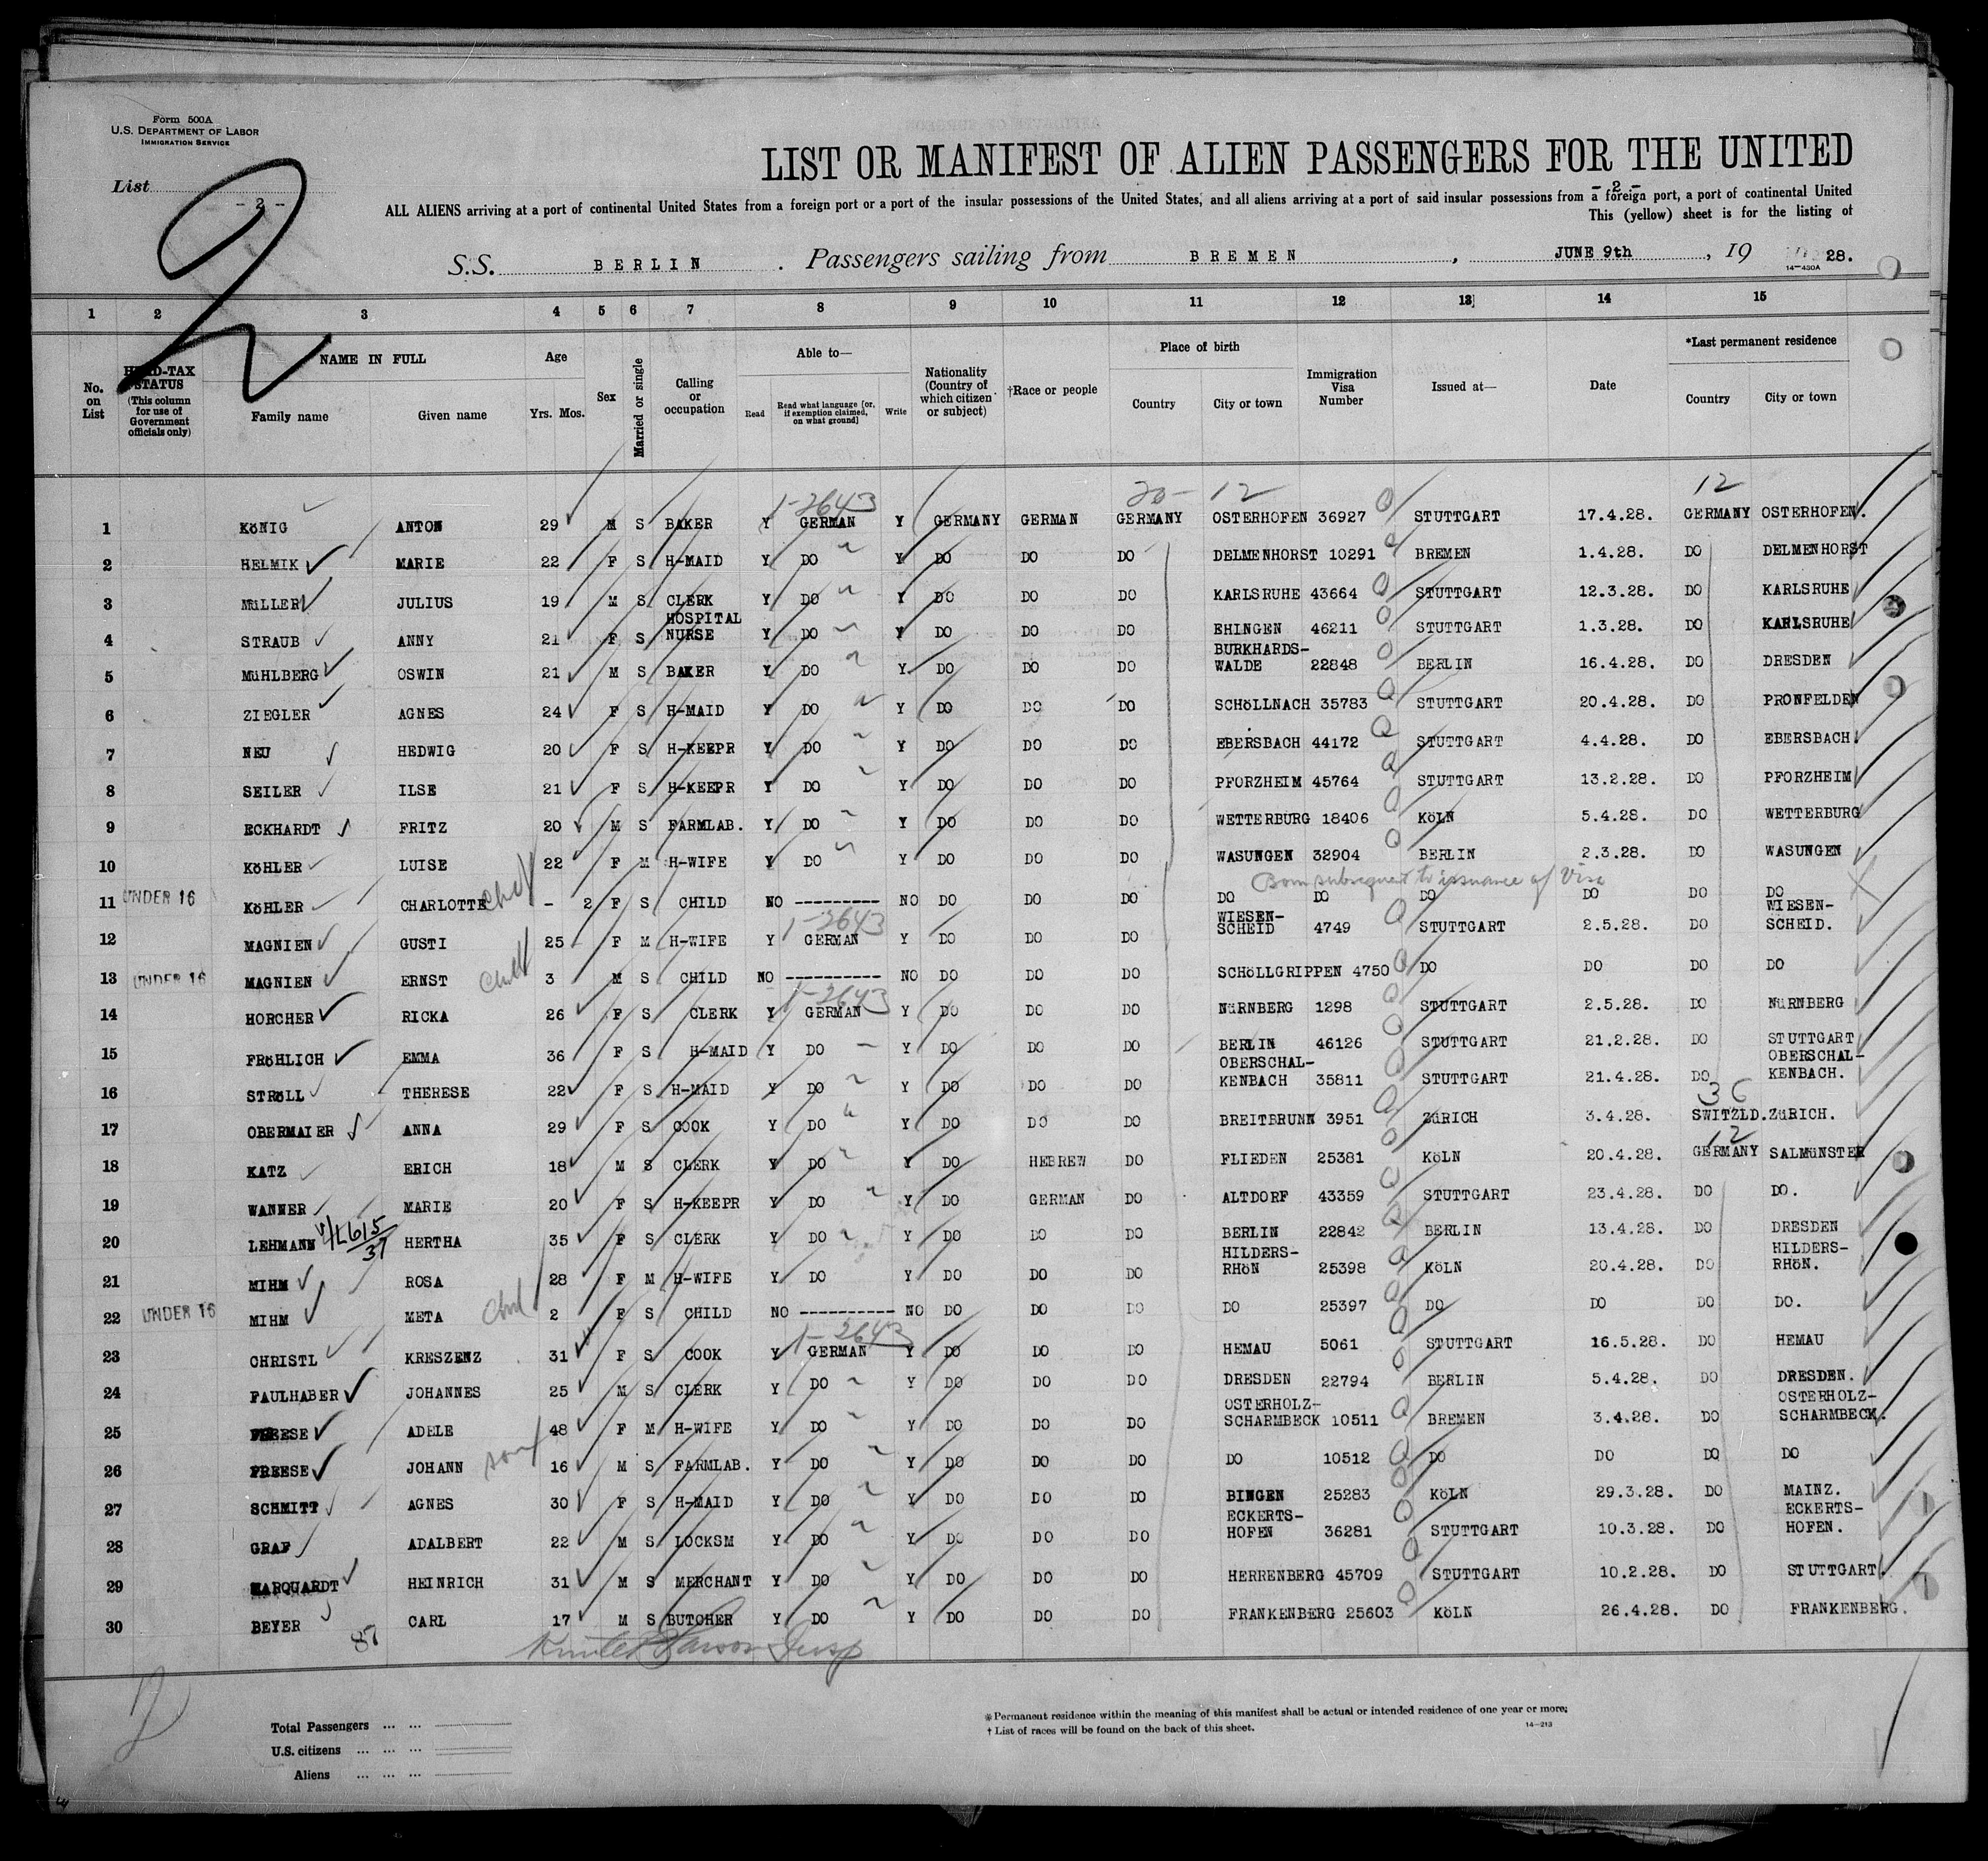 Form 500A
U.S. DEPARTMENT OF LABOR
IMMIGRATION SERVICE
List - 2 -
2
LIST OR MANIFEST OF ALIEN PASSENGERS FOR THE UNITED
- 2 -
ALL ALIENS arriving at a port of continental United States from a foreign port or a port of the insular possessions of the United States, and all aliens arriving at a port of said insular possessions from a foreign port, a port of continental United
This (yellow) sheet is for the listing of
S.S. BERLIN . Passengers sailing from BREMEN , JUNE 9th , 19 28.
14-430A
1 2 3 4 5 6 7 8 9 10 11 12 13 14 15
No. on List
HEAD-TAX STATUS (This column for use of Government officials only)
NAME IN FULL
Family name Given name
Age Yrs. Mos.
Sex
Married or single
Calling or occupation
Able to—
Read Read what language (or, if exemption claimed, on what ground) Write
Nationality (Country of which citizen or subject)
†Race or people
Place of birth
Country City or town
Immigration Visa Number
Issued at—
Date
*Last permanent residence
Country City or town
1-2643 20- 12 12
1 KöNIG ANTON 29 M S BAKER Y GERMAN Y GERMANY GERMAN GERMANY OSTERHOFEN 36927 STUTTGART 17.4.28. GERMANY OSTERHOFEN.
2 HELMIK MARIE 22 F S H-MAID Y DO Y DO DO DO DELMENHORST 10291 BREMEN 1.4.28. DO DELMENHORST
3 MüLLER JULIUS 19 M S CLERK Y DO Y DO DO DO KARLSRUHE 43664 STUTTGART 12.3.28. DO KARLSRUHE
4 STRAUB ANNY 21 F S HOSPITAL NURSE Y DO Y DO DO DO EHINGEN 46211 STUTTGART 1.3.28. DO KARLSRUHE
5 MüHLBERG OSWIN 21 M S BAKER Y DO Y DO DO DO BURKHARDS-WALDE 22848 BERLIN 16.4.28. DO DRESDEN
6 ZIEGLER AGNES 24 F S H-MAID Y DO Y DO DO DO SCHöLLNACH 35783 STUTTGART 20.4.28. DO PRONFELDEN
7 NEU HEDWIG 20 F S H-KEEPR Y DO Y DO DO DO EBERSBACH 44172 STUTTGART 4.4.28. DO EBERSBACH.
8 SEILER ILSE 21 F S H-KEEPR Y DO Y DO DO DO PFORZHEIM 45764 STUTTGART 13.2.28. DO PFORZHEIM
9 ECKHARDT FRITZ 20 M S FARMLAB. Y DO Y DO DO DO WETTERBURG 18406 KöLN 5.4.28. DO WETTERBURG
10 KöHLER LUISE 22 F M H-WIFE Y DO Y DO DO DO WASUNGEN 32904 BERLIN 2.3.28. DO WASUNGEN
Born subsequent to issuance of Visa
11 UNDER 16 KöHLER CHARLOTTE child - 2 F S CHILD NO ---------- NO DO DO DO DO DO DO DO DO DO
1-2643
12 MAGNIEN GUSTI 25 F M H-WIFE Y GERMAN Y DO DO DO WIESEN-SCHEID 4749 STUTTGART 2.5.28. DO WIESEN-SCHEID.
13 UNDER 16 MAGNIEN ERNST child 3 M S CHILD NO ---------- NO DO DO DO SCHöLLGRIPPEN 4750 DO DO DO DO
1-2643
14 HORCHER RICKA 26 F S CLERK Y GERMAN Y DO DO DO NüRNBERG 1298 STUTTGART 2.5.28. DO NüRNBERG
15 FRöHLICH EMMA 36 F S H-MAID Y DO Y DO DO DO BERLIN 46126 STUTTGART 21.2.28. DO STUTTGART
16 STRöLL THERESE 22 F S H-MAID Y DO Y DO DO DO OBERSCHAL-KENBACH 35811 STUTTGART 21.4.28. DO OBERSCHAL-KENBACH.
36
17 OBERMAIER ANNA 29 F S COOK Y DO Y DO DO DO BREITBRUNN 3951 ZüRICH 3.4.28. SWITZLD. ZüRICH.
12
18 KATZ ERICH 18 M S CLERK Y DO Y DO HEBREW DO FLIEDEN 25381 KöLN 20.4.28. GERMANY SALMüNSTER
19 WANNER MARIE 20 F S H-KEEPR Y DO Y DO GERMAN DO ALTDORF 43359 STUTTGART 23.4.28. DO DO.
20 LEHMANN HERTHA 35 F S CLERK Y DO Y DO DO DO BERLIN 22842 BERLIN 13.4.28. DO DRESDEN
21 MIHM ROSA 28 F M H-WIFE Y DO Y DO DO DO HILDERS-RHöN 25398 KöLN 20.4.28. DO HILDERS-RHöN.
22 UNDER 16 MIHM META child 2 F S CHILD NO ---------- NO DO DO DO DO 25397 DO DO DO DO.
1-2643
23 CHRISTL KRESZENZ 31 F S COOK Y GERMAN Y DO DO DO HEMAU 5061 STUTTGART 16.5.28. DO HEMAU
24 FAULHABER JOHANNES 25 M S CLERK Y DO Y DO DO DO DRESDEN 22794 BERLIN 5.4.28. DO DRESDEN.
25 FREESE ADELE 48 F M H-WIFE Y DO Y DO DO DO OSTERHOLZ-SCHARMBECK 10511 BREMEN 3.4.28. DO OSTERHOLZ-SCHARMBECK.
26 FREESE JOHANN son 16 M S FARMLAB. Y DO Y DO DO DO DO 10512 DO DO DO DO
27 SCHMITT AGNES 30 F S H-MAID Y DO Y DO DO DO BINGEN 25283 KöLN 29.3.28. DO MAINZ.
28 GRAF ADALBERT 22 M S LOCKSM Y DO Y DO DO DO ECKERTS-HOFEN 36281 STUTTGART 10.3.28. DO ECKERTS-HOFEN.
29 MARQUARDT HEINRICH 31 M S MERCHANT Y DO Y DO DO DO HERRENBERG 45709 STUTTGART 10.2.28. DO STUTTGART.
30 BEYER CARL 17 M S BUTCHER Y DO Y DO DO DO FRANKENBERG 25603 KöLN 26.4.28. DO FRANKENBERG.
87
Total Passengers ... ...
U.S. citizens ... ... ...
Aliens ... ... ...
* Permanent residence within the meaning of this manifest shall be actual or intended residence of one year or more.
† List of races will be found on the back of this sheet.
14-213